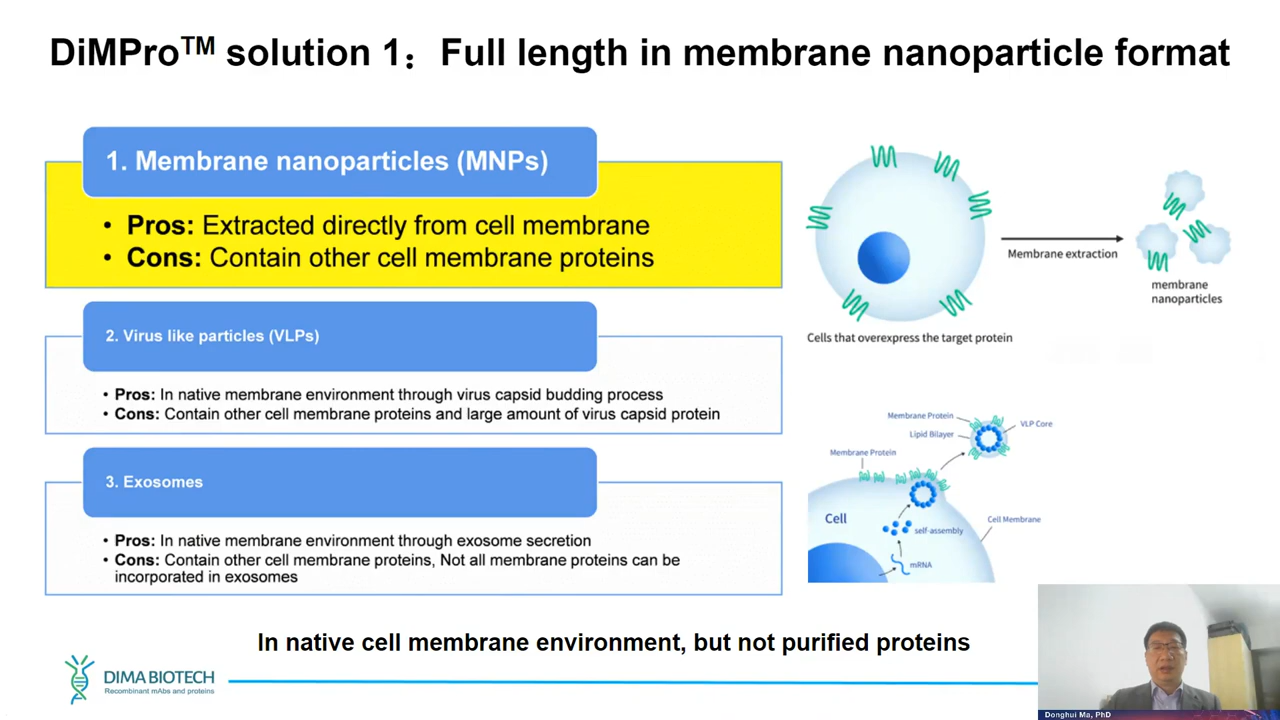 DiMPro™ solution 1：Full length in membrane nanoparticle format
1. Membrane nanoparticles (MNPs)
• Pros: Extracted directly from cell membrane
• Cons: Contain other cell membrane proteins
2. Virus like particles (VLPs)
• Pros: In native membrane environment through virus capsid budding process
• Cons: Contain other cell membrane proteins and large amount of virus capsid protein
3. Exosomes
• Pros: In native membrane environment through exosome secretion
• Cons: Contain other cell membrane proteins, Not all membrane proteins can be
incorporated in exosomes
Membrane extraction
membrane
nanoparticles
Cells that overexpress the target protein
Membrane Protein
VLP Core
Lipid Bilayer
Membrane Protein
Cell
Cell Membrane
self-assembly
mRNA
In native cell membrane environment, but not purified proteins
DIMA BIOTECH
Recombinant mAbs and proteins
Donghui Ma, PhD